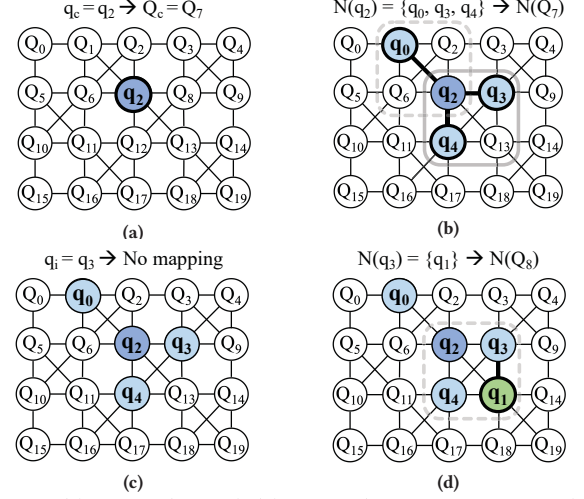 q_c = q_2 → Q_c = Q_7
Q_0 Q_1 Q_2 Q_3 Q_4
Q_5 Q_6 q_2 Q_8 Q_9
Q_10 Q_11 Q_12 Q_13 Q_14
Q_15 Q_16 Q_17 Q_18 Q_19
(a)
N(q_2) = {q_0, q_3, q_4} → N(Q_7)
Q_0 q_0 Q_2 Q_3 Q_4
Q_5 Q_6 q_2 q_3 Q_9
Q_10 Q_11 q_4 Q_13 Q_14
Q_15 Q_16 Q_17 Q_18 Q_19
(b)
q_i = q_3 → No mapping
Q_0 q_0 Q_2 Q_3 Q_4
Q_5 Q_6 q_2 q_3 Q_9
Q_10 Q_11 q_4 Q_13 Q_14
Q_15 Q_16 Q_17 Q_18 Q_19
(c)
N(q_3) = {q_1} → N(Q_8)
Q_0 q_0 Q_2 Q_3 Q_4
Q_5 Q_6 q_2 q_3 Q_9
Q_10 Q_11 q_4 q_1 Q_14
Q_15 Q_16 Q_17 Q_18 Q_19
(d)